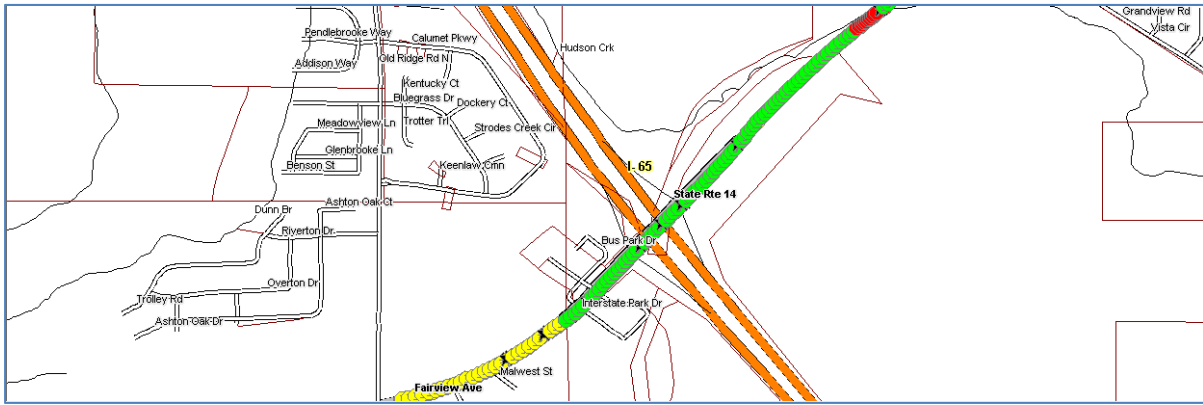 Grandview Rd
Vista Cir
Pendlebrooke Way
Calumet Pkwy
Hudson Crk
Old Ridge Rd N
Addison Way
Kentucky Ct
Bluegrass Dr
Dockery Ct
Meadowview Ln
Trotter Trl
Strodes Creek Cir
Glenbrooke Ln
Benson St
Keenlaw Cmn
I- 65
State Rte 14
Ashton Oak Ct
Dunn Br
Riverton Dr
Bus Park Dr
Overton Dr
Trolley Rd
Interstate Park Dr
Ashton Oak Dr
Malwest St
Fairview Ave